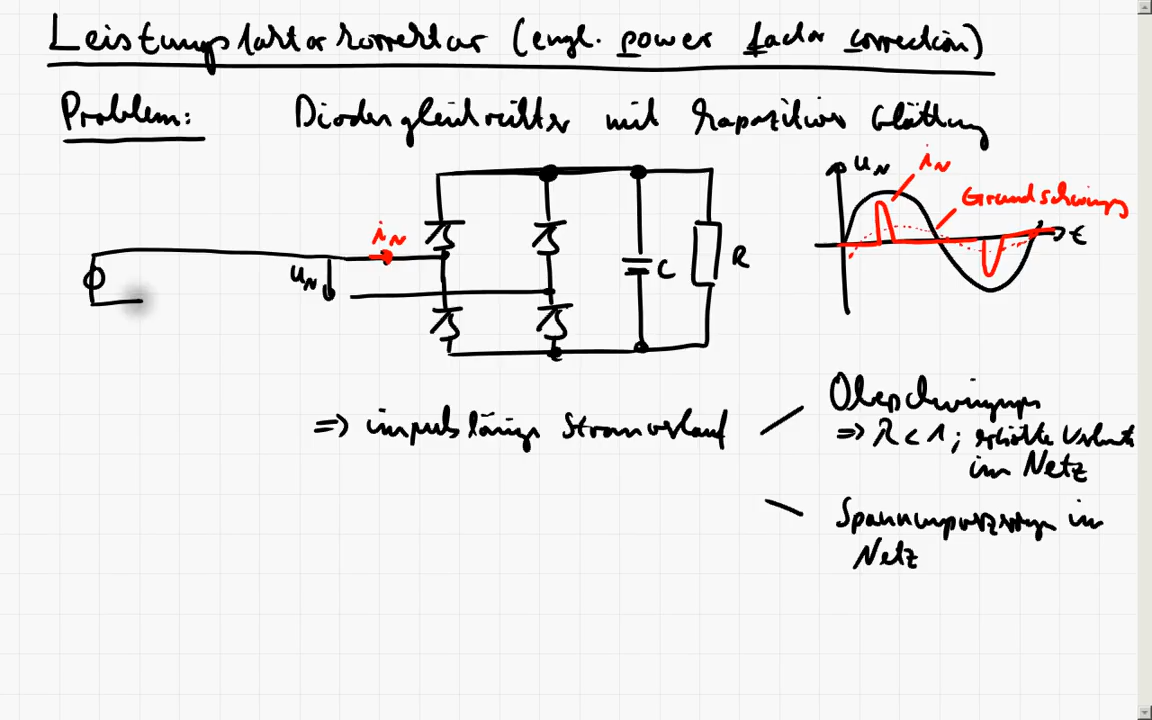 Leistungsfaktorkorrektur (engl. power factor correction)
Problem: Diodengleichrichter mit kapazitiver Glättung
u_N
i_N
Grundschwing
t
i_N
u_N
C
R
=> impulsförmiger Stromverlauf
Oberschwingungen
=> λ < 1; erhöhte Verluste
im Netz
Spannungsverzerrungen im
Netz